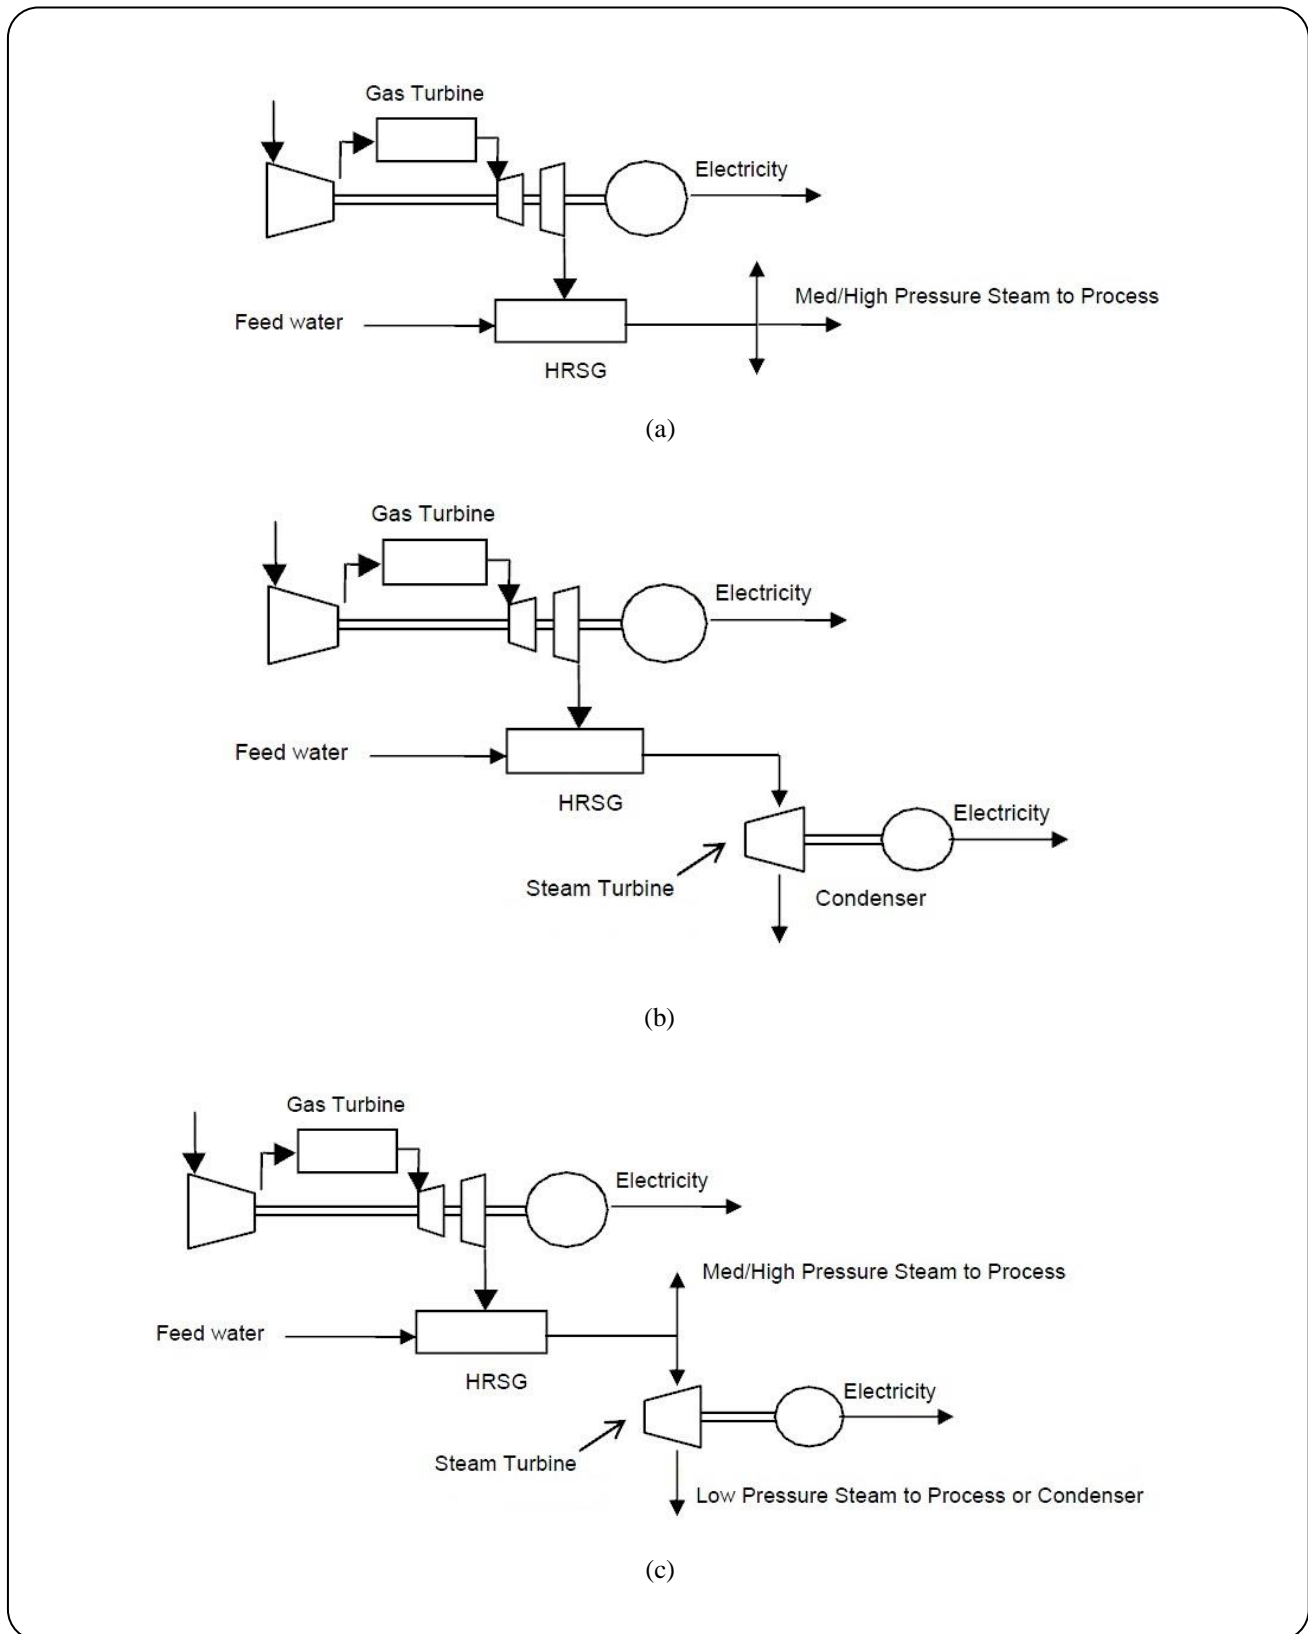 Gas Turbine
Electricity
Med/High Pressure Steam to Process
Feed water
HRSG
(a)
Gas Turbine
Electricity
Feed water
HRSG
Electricity
Steam Turbine
Condenser
(b)
Gas Turbine
Electricity
Med/High Pressure Steam to Process
Feed water
HRSG
Electricity
Steam Turbine
Low Pressure Steam to Process or Condenser
(c)